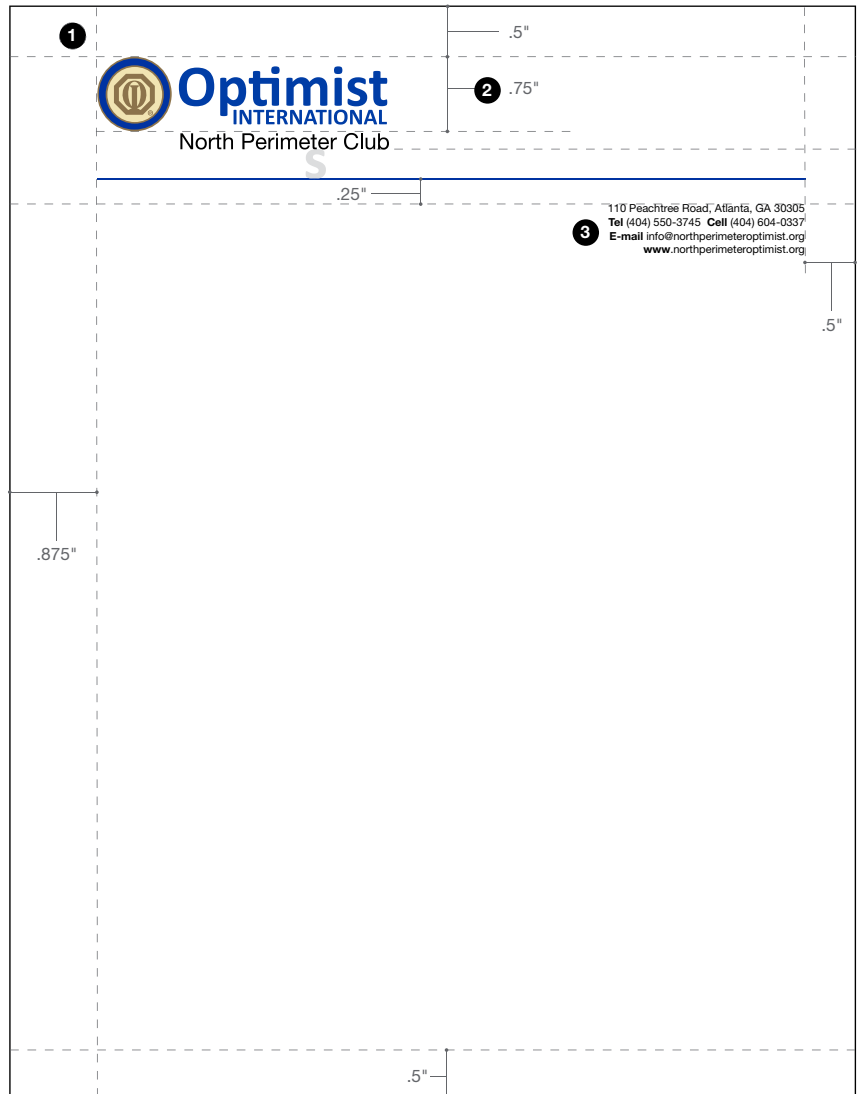 .5"
1
2 .75"
Optimist
INTERNATIONAL
North Perimeter Club
S
.25"
110 Peachtree Road, Atlanta, GA 30305
3
Tel (404) 550-3745 Cell (404) 604-0337
E-mail info@northperimeteroptimist.org
www.northperimeteroptimist.org
.5"
.875"
.5"